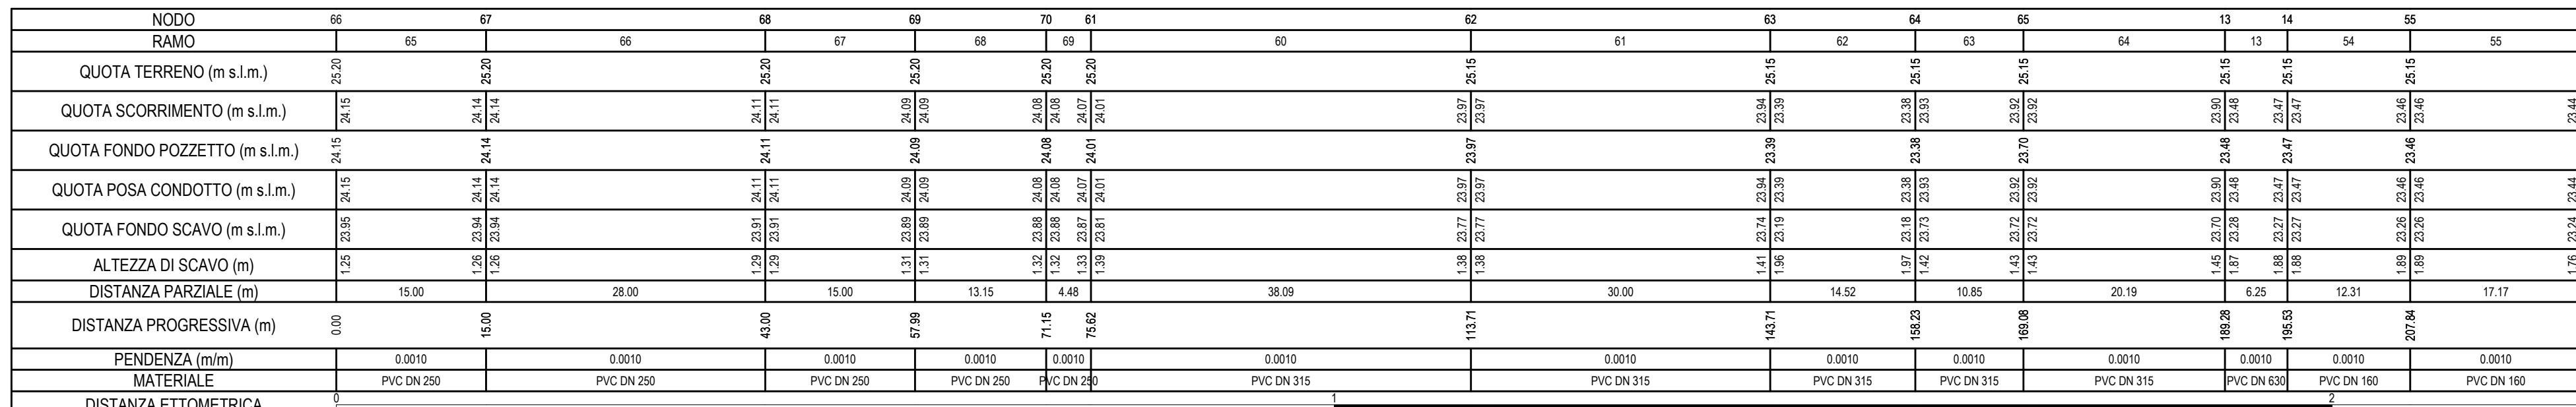 NODO 66 67 68 69 70 61 62 63 64 65 13 14 55
RAMO 65 66 67 68 69 60 61 62 63 64 13 54 55
QUOTA TERRENO (m s.l.m.) 25.20 25.20 25.20 25.20 25.20 25.20 25.15 25.15 25.15 25.15 25.15 25.15 25.15
QUOTA SCORRIMENTO (m s.l.m.) 24.15 24.14 24.14 24.11 24.11 24.09 24.09 24.08 24.08 24.07 24.01 23.97 23.97 23.94 23.39 23.38 23.93 23.92 23.92 23.90 23.48 23.47 23.47 23.46 23.46 23.44
QUOTA FONDO POZZETTO (m s.l.m.) 24.15 24.14 24.11 24.09 24.08 24.01 23.97 23.39 23.38 23.70 23.48 23.47 23.46
QUOTA POSA CONDOTTO (m s.l.m.) 24.15 24.14 24.14 24.11 24.11 24.09 24.09 24.08 24.08 24.07 24.01 23.97 23.97 23.94 23.39 23.38 23.93 23.92 23.92 23.90 23.48 23.47 23.47 23.46 23.46 23.44
QUOTA FONDO SCAVO (m s.l.m.) 23.95 23.94 23.94 23.91 23.91 23.89 23.89 23.88 23.88 23.87 23.81 23.77 23.77 23.74 23.19 23.18 23.73 23.72 23.72 23.70 23.28 23.27 23.27 23.26 23.26 23.24
ALTEZZA DI SCAVO (m) 1.25 1.26 1.26 1.29 1.29 1.31 1.31 1.32 1.32 1.33 1.39 1.38 1.38 1.41 1.96 1.97 1.42 1.43 1.43 1.45 1.87 1.88 1.88 1.89 1.89 1.76
DISTANZA PARZIALE (m) 15.00 28.00 15.00 13.15 4.48 38.09 30.00 14.52 10.85 20.19 6.25 12.31 17.17
DISTANZA PROGRESSIVA (m) 0.00 15.00 43.00 57.99 71.15 75.62 113.71 143.71 158.23 169.08 189.28 195.53 207.84
PENDENZA (m/m) 0.0010 0.0010 0.0010 0.0010 0.0010 0.0010 0.0010 0.0010 0.0010 0.0010 0.0010 0.0010 0.0010
MATERIALE PVC DN 250 PVC DN 250 PVC DN 250 PVC DN 250 PVC DN 250 PVC DN 315 PVC DN 315 PVC DN 315 PVC DN 315 PVC DN 315 PVC DN 630 PVC DN 160 PVC DN 160
DISTANZA ETTOMETRICA 0 1 2